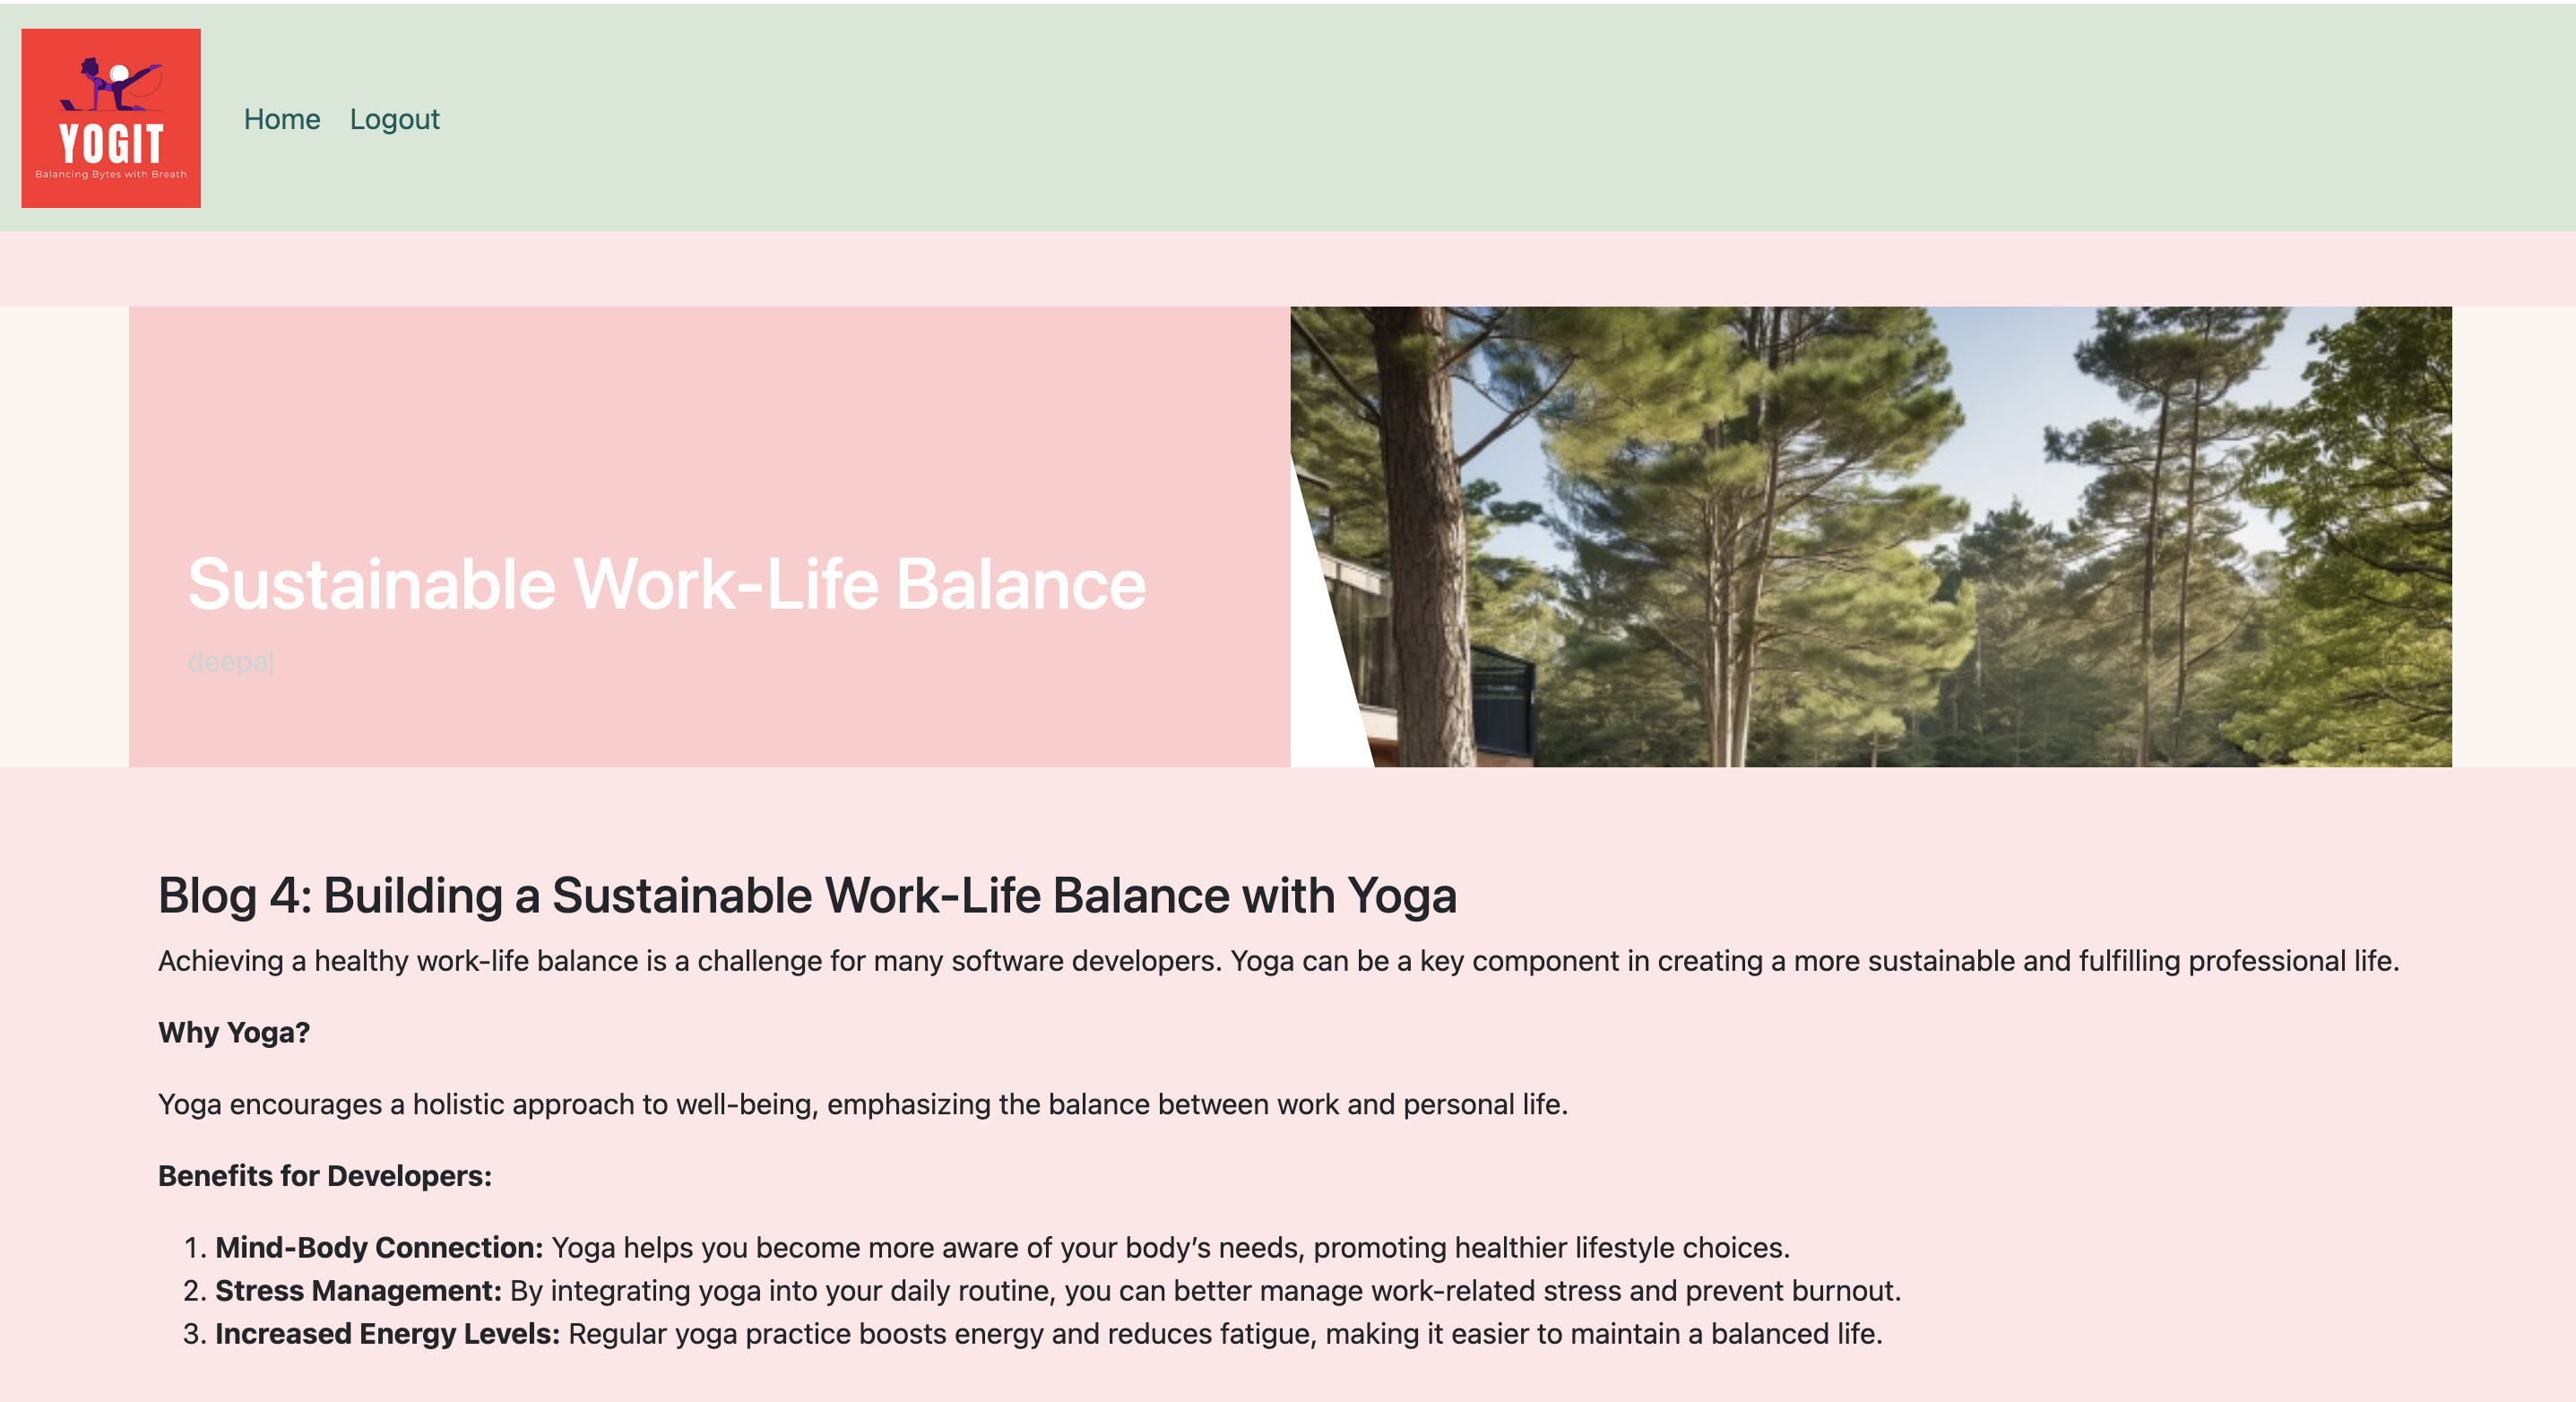 YOGIT
Balancing Bytes with Breath
Home Logout
Sustainable Work-Life Balance
deepa|
Blog 4: Building a Sustainable Work-Life Balance with Yoga
Achieving a healthy work-life balance is a challenge for many software developers. Yoga can be a key component in creating a more sustainable and fulfilling professional life.
Why Yoga?
Yoga encourages a holistic approach to well-being, emphasizing the balance between work and personal life.
Benefits for Developers:
1. Mind-Body Connection: Yoga helps you become more aware of your body’s needs, promoting healthier lifestyle choices.
2. Stress Management: By integrating yoga into your daily routine, you can better manage work-related stress and prevent burnout.
3. Increased Energy Levels: Regular yoga practice boosts energy and reduces fatigue, making it easier to maintain a balanced life.